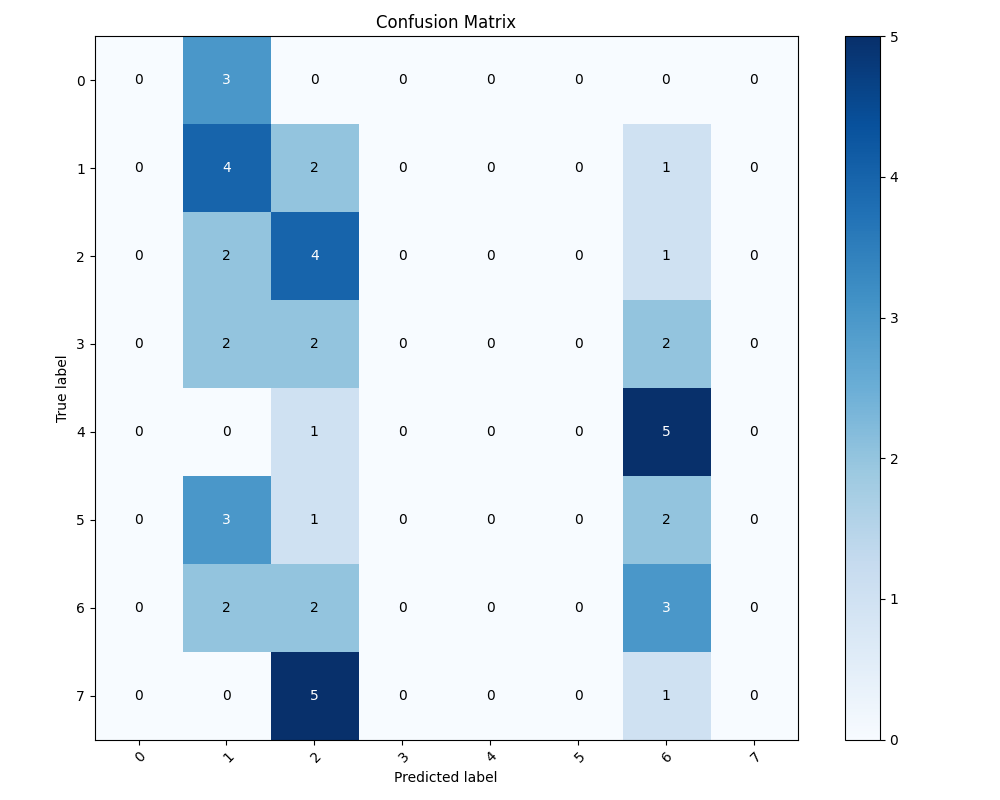 Confusion Matrix
0 0 3 0 0 0 0 0 0
1 0 4 2 0 0 0 1 0
2 0 2 4 0 0 0 1 0
3 0 2 2 0 0 0 2 0
4 0 0 1 0 0 0 5 0
5 0 3 1 0 0 0 2 0
6 0 2 2 0 0 0 3 0
7 0 0 5 0 0 0 1 0
0 1 2 3 4 5 6 7
True label
Predicted label
5
4
3
2
1
0